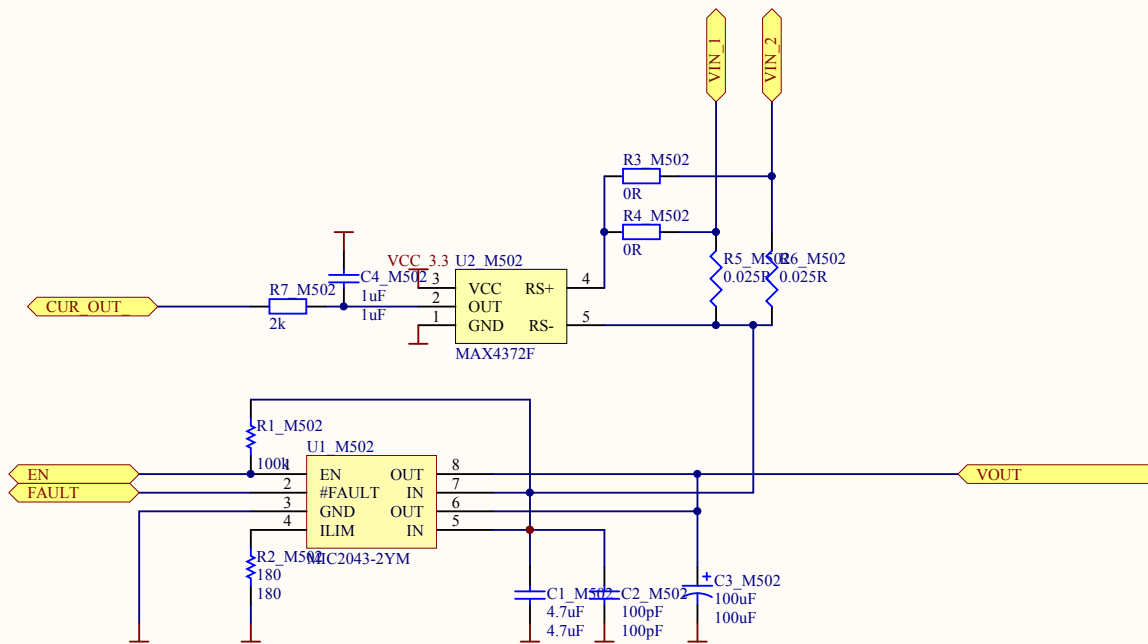 VIN_1
VIN_2
R3_M502
0R
R4_M502
0R
R5_M502
0.025R
R6_M502
0.025R
VCC_3.3
U2_M502
C4_M502
1uF
1uF
R7_M502
2k
CUR_OUT
3 VCC RS+ 4
2 OUT
1 GND RS- 5
MAX4372F
R1_M502
100k
U1_M502
EN
FAULT
1 EN OUT 8
2 #FAULT IN 7
3 GND OUT 6
4 ILIM IN 5
VOUT
MIC2043-2YM
R2_M502
180
180
C1_M502
4.7uF
4.7uF
C2_M502
100pF
100pF
+
C3_M502
100uF
100uF